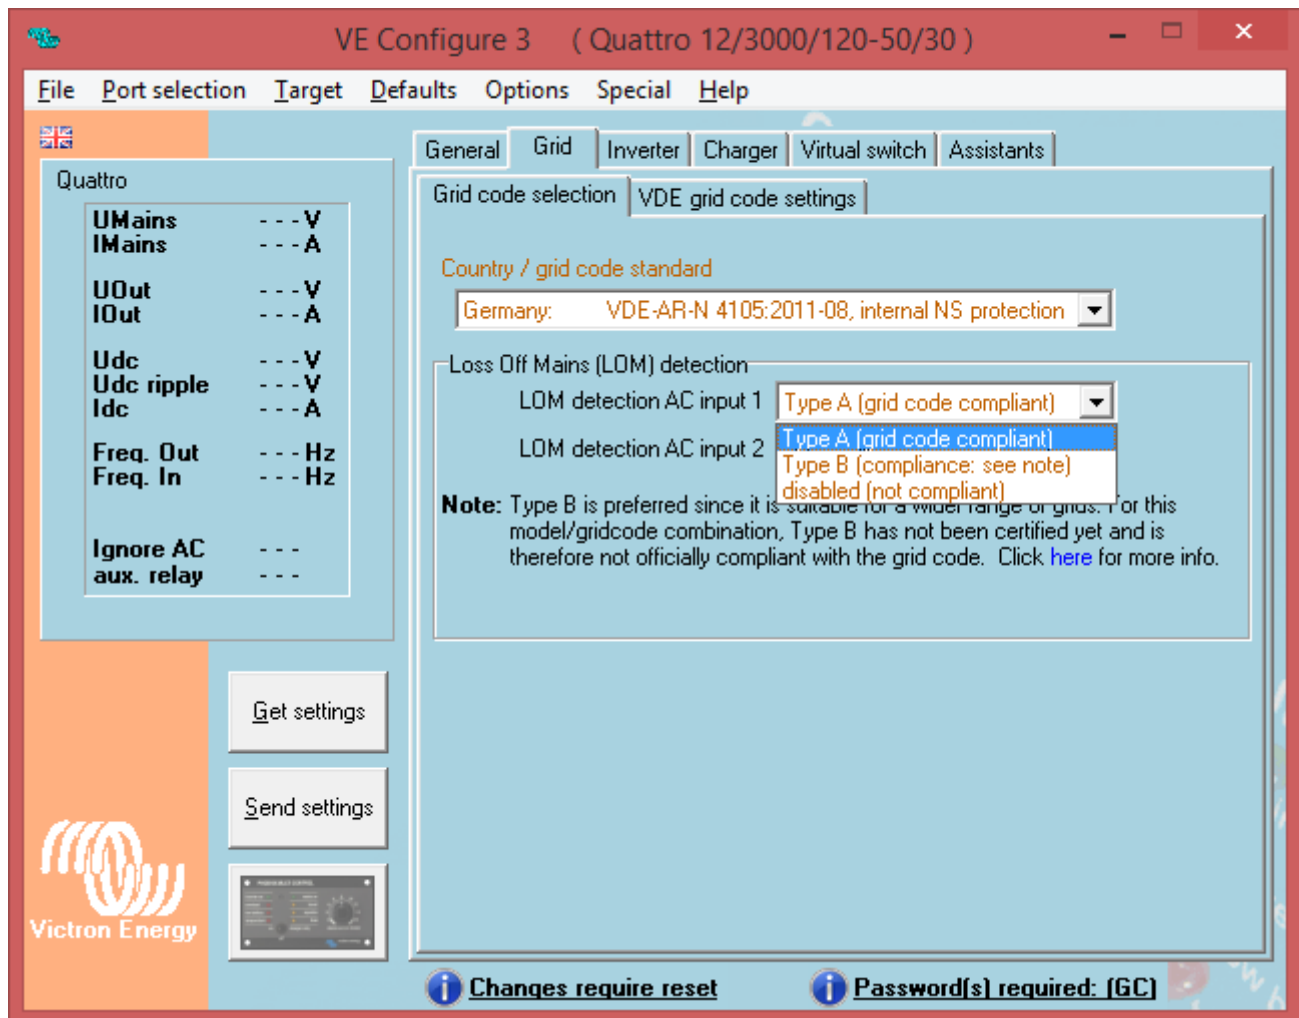 VE Configure 3 ( Quattro 12/3000/120-50/30 )
File Port selection Target Defaults Options Special Help
General Grid Inverter Charger Virtual switch Assistants
Grid code selection VDE grid code settings
Quattro
UMains - - - V
IMains - - - A
UOut - - - V
IOut - - - A
Udc - - - V
Udc ripple - - - V
Idc - - - A
Freq. Out - - - Hz
Freq. In - - - Hz
Ignore AC - - -
aux. relay - - -
Country / grid code standard
Germany: VDE-AR-N 4105:2011-08, internal NS protection
Loss Off Mains (LOM) detection
LOM detection AC input 1 Type A (grid code compliant)
Type A (grid code compliant)
LOM detection AC input 2
Type B (compliance: see note)
disabled (not compliant)
Note: Type B is preferred since it is suitable for a wider range of grids. For this
model/gridcode combination, Type B has not been certified yet and is
therefore not officially compliant with the grid code. Click here for more info.
Get settings
Send settings
Victron Energy
Changes require reset
Password(s) required: (GC)